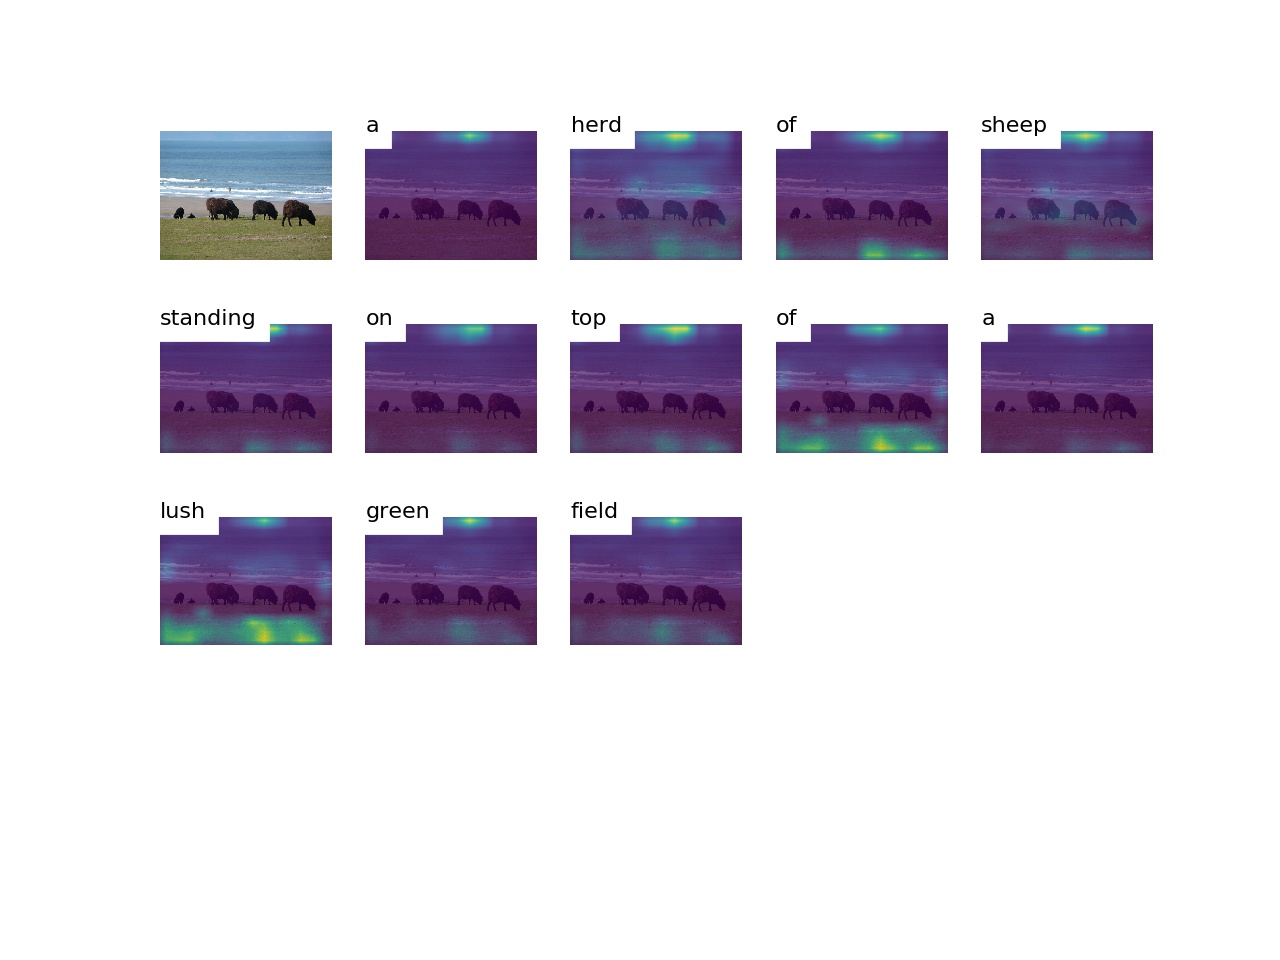 a herd of sheep
standing on top of a
lush green field